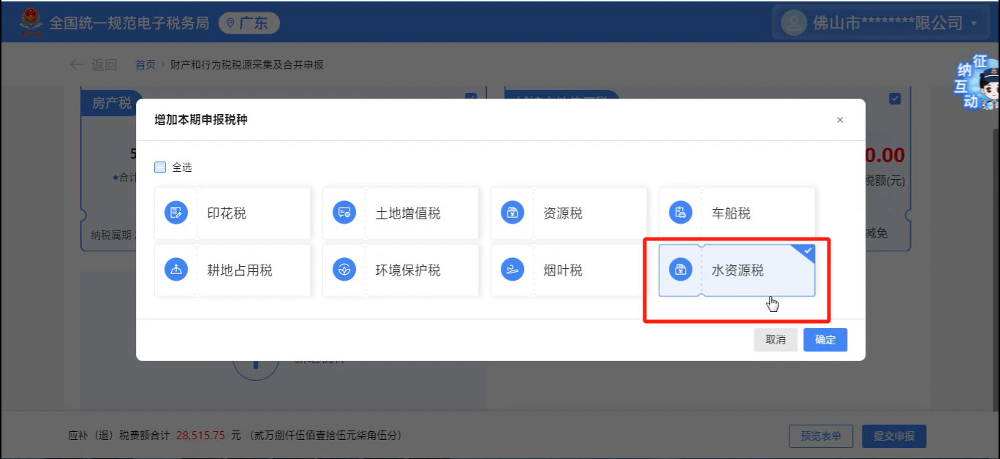 全国统一规范电子税务局 广东
佛山市********限公司
返回 首页 > 财产和行为税税源采集及合并申报
征纳互动
房产税
增加本期申报税种
全选
印花税 土地增值税 资源税 车船税
耕地占用税 环境保护税 烟叶税 水资源税
取消 确定
5
0.00
•合计
税额(元)
纳税属期
减免
应补（退）税费额合计 28,515.75 元 （贰万捌仟伍佰壹拾伍元柒角伍分）
预览表单 提交申报